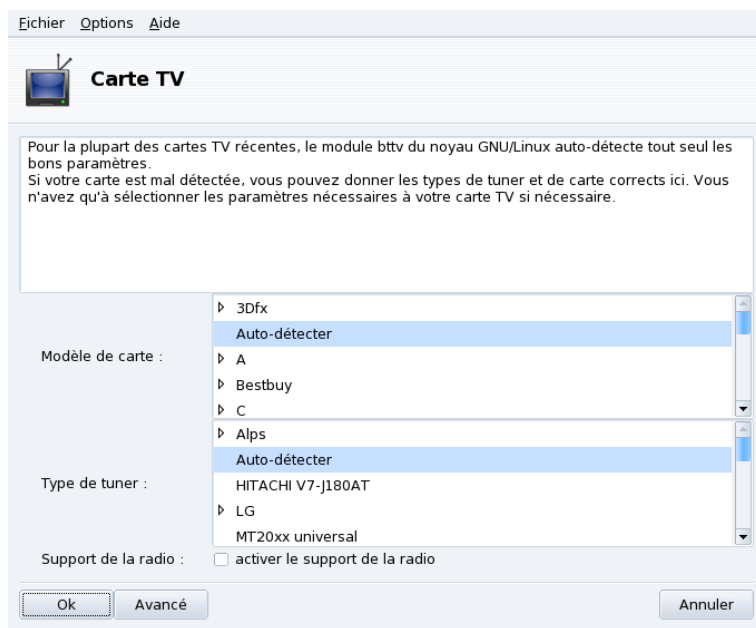 Fichier Options Aide
Carte TV
Pour la plupart des cartes TV récentes, le module bttv du noyau GNU/Linux auto-détecte tout seul les
bons paramètres.
Si votre carte est mal détectée, vous pouvez donner les types de tuner et de carte corrects ici. Vous
n'avez qu'à sélectionner les paramètres nécessaires à votre carte TV si nécessaire.
Modèle de carte :
3Dfx
Auto-détecter
A
Bestbuy
C
Type de tuner :
Alps
Auto-détecter
HITACHI V7-J180AT
LG
MT20xx universal
Support de la radio : activer le support de la radio
Ok Avancé Annuler